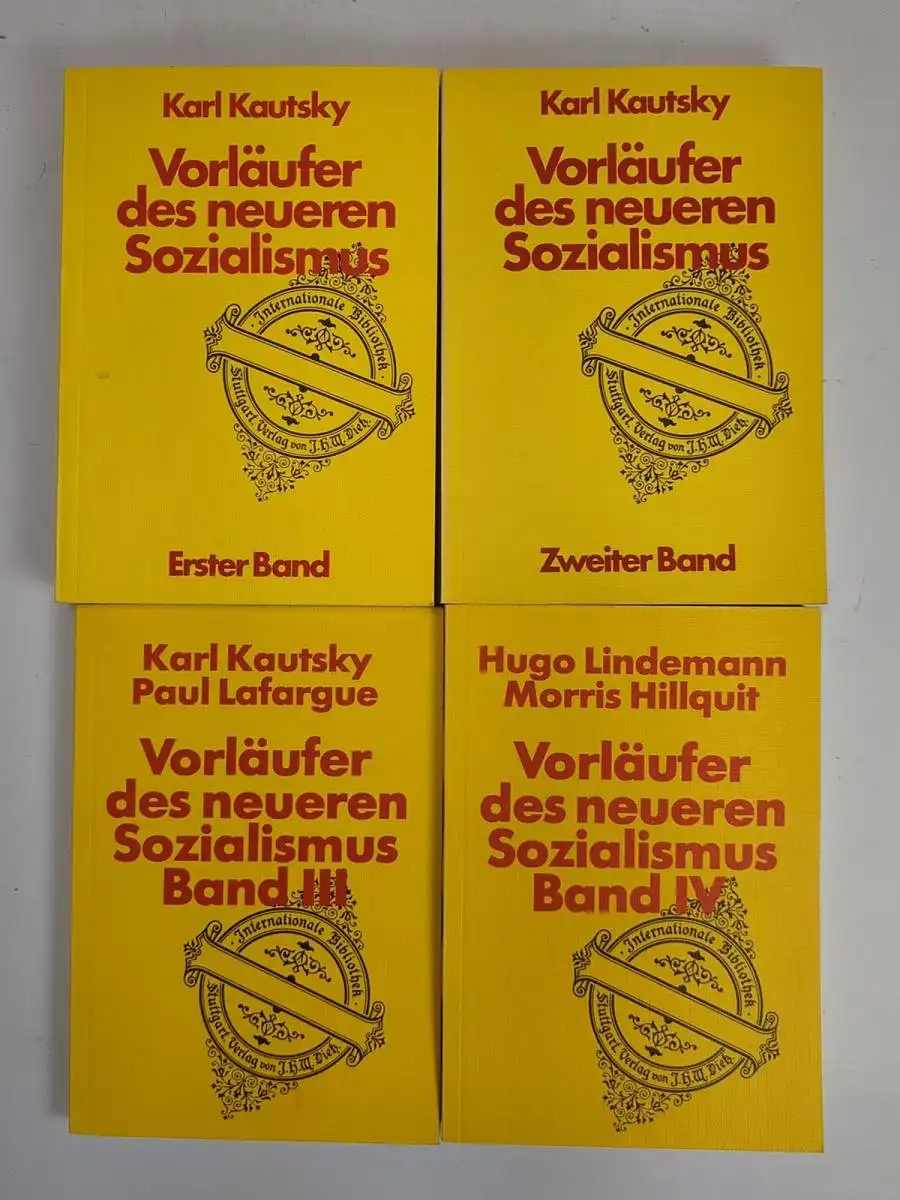 Karl Kautsky
Vorläufer
des neueren
Sozialismus
· Internationale Bibliothek ·
Stuttgart, Verlag von J.H.W. Dietz.
Erster Band
Karl Kautsky
Vorläufer
des neueren
Sozialismus
· Internationale Bibliothek ·
Stuttgart, Verlag von J.H.W. Dietz.
Zweiter Band
Karl Kautsky
Paul Lafargue
Vorläufer
des neueren
Sozialismus
Band III
· Internationale Bibliothek ·
Stuttgart, Verlag von J.H.W. Dietz.
Hugo Lindemann
Morris Hillquit
Vorläufer
des neueren
Sozialismus
Band IV
· Internationale Bibliothek ·
Stuttgart, Verlag von J.H.W. Dietz.